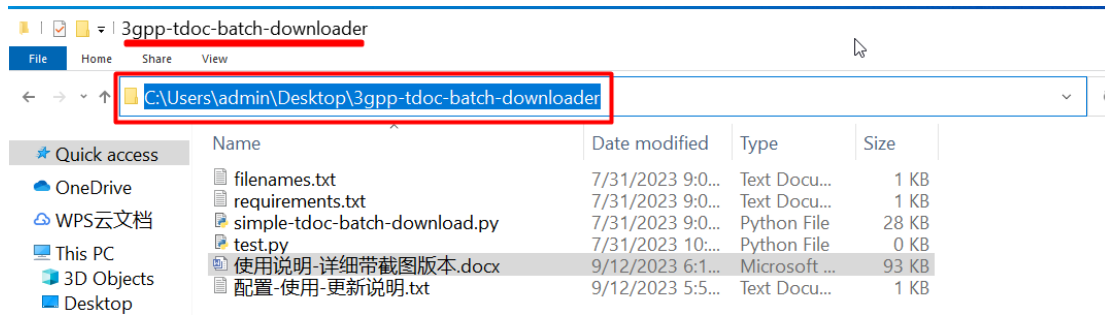 3gpp-tdoc-batch-downloader
File Home Share View
C:\Users\admin\Desktop\3gpp-tdoc-batch-downloader
Name Date modified Type Size
Quick access
OneDrive
WPS云文档
This PC
3D Objects
Desktop
filenames.txt 7/31/2023 9:0... Text Docu... 1 KB
requirements.txt 7/31/2023 9:0... Text Docu... 1 KB
simple-tdoc-batch-download.py 7/31/2023 9:0... Python File 28 KB
test.py 7/31/2023 10:... Python File 0 KB
使用说明-详细带截图版本.docx 9/12/2023 6:1... Microsoft ... 93 KB
配置-使用-更新说明.txt 9/12/2023 5:5... Text Docu... 1 KB